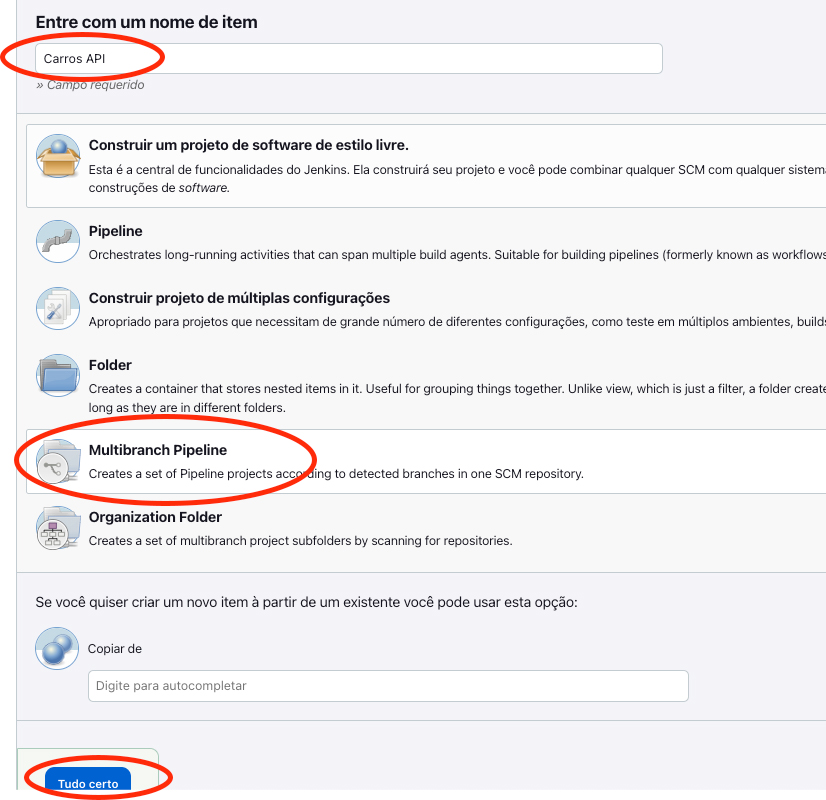 Entre com um nome de item
Carros API
» Campo requerido
Construir um projeto de software de estilo livre.
Esta é a central de funcionalidades do Jenkins. Ela construirá seu projeto e você pode combinar qualquer SCM com qualquer sistema
construções de software.
Pipeline
Orchestrates long-running activities that can span multiple build agents. Suitable for building pipelines (formerly known as workflows
Construir projeto de múltiplas configurações
Apropriado para projetos que necessitam de grande número de diferentes configurações, como teste em múltiplos ambientes, builds
Folder
Creates a container that stores nested items in it. Useful for grouping things together. Unlike view, which is just a filter, a folder create
long as they are in different folders.
Multibranch Pipeline
Creates a set of Pipeline projects according to detected branches in one SCM repository.
Organization Folder
Creates a set of multibranch project subfolders by scanning for repositories.
Se você quiser criar um novo item à partir de um existente você pode usar esta opção:
Copiar de
Digite para autocompletar
Tudo certo